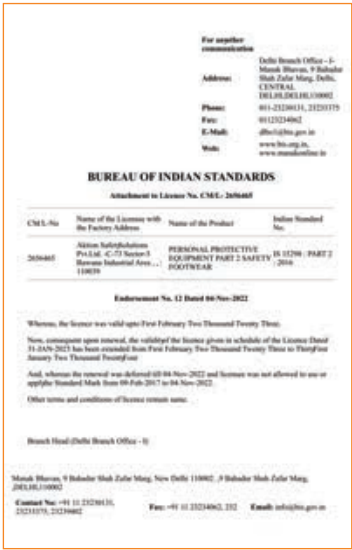 For anyother
communication
Delhi Branch Office - I-
Manak Bhavan, 9 Bahadur
Address: Shah Zafar Marg, Delhi,
CENTRAL
DELHI,DELHI,110002
Phone: 011-23230131, 23233375
Fax: 01123234062
E-Mail: @bis.gov.in
Web: www.bis.org.in,
www.manakonline.in
BUREAU OF INDIAN STANDARDS
Attachment to Licence No. CM/L- 2656465
CM/L-No Name of the Licensee with the Factory Address Name of the Product Indian Standard No.
2656465 Aktion Safetysolutions Pvt.Ltd. -C-73 Sector-3 Bawana Industrial Area 110039 PERSONAL PROTECTIVE EQUIPMENT PART 2 SAFETY FOOTWEAR IS 15298 : PART 2 : 2016
Endorsement No. 12 Dated 04-Nov-2022
Whereas, the licence was valid upto First February Two Thousand Twenty Three.
Now, consequent upon renewal, the validityof the licence given in schedule of the Licence Dated
31-JAN-2023 has been extended from First February Two Thousand Twenty Three to ThirtyFirst
January Two Thousand TwentyFour
And, whereas the renewal was deferred till 04-Nov-2022 and licensee was not allowed to use or
applythe Standard Mark from 09-Feb-2017 to 04-Nov-2022.
Other terms and conditions of licence remain same.
Branch Head (Delhi Branch Office - I)
Manak Bhavan, 9 Bahadur Shah Zafar Marg, New Delhi 110002 ,9 Bahadur Shah Zafar Marg,
,DELHI,110002
Contact No: +91 11 23230131, 23233375, 23239402 Fax: +91 11 23234062, 232 Email: info@bis.gov.in